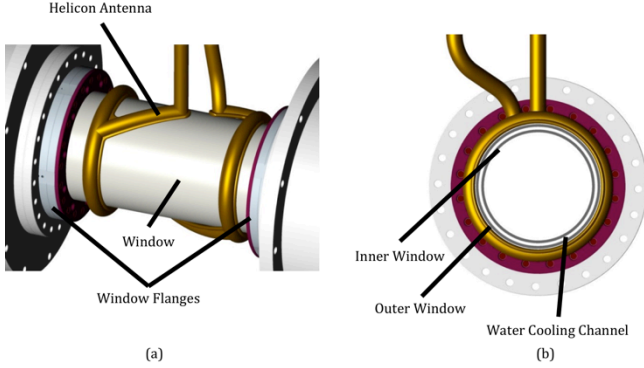 Helicon Antenna
Window
Window Flanges
(a)
Inner Window
Outer Window
Water Cooling Channel
(b)